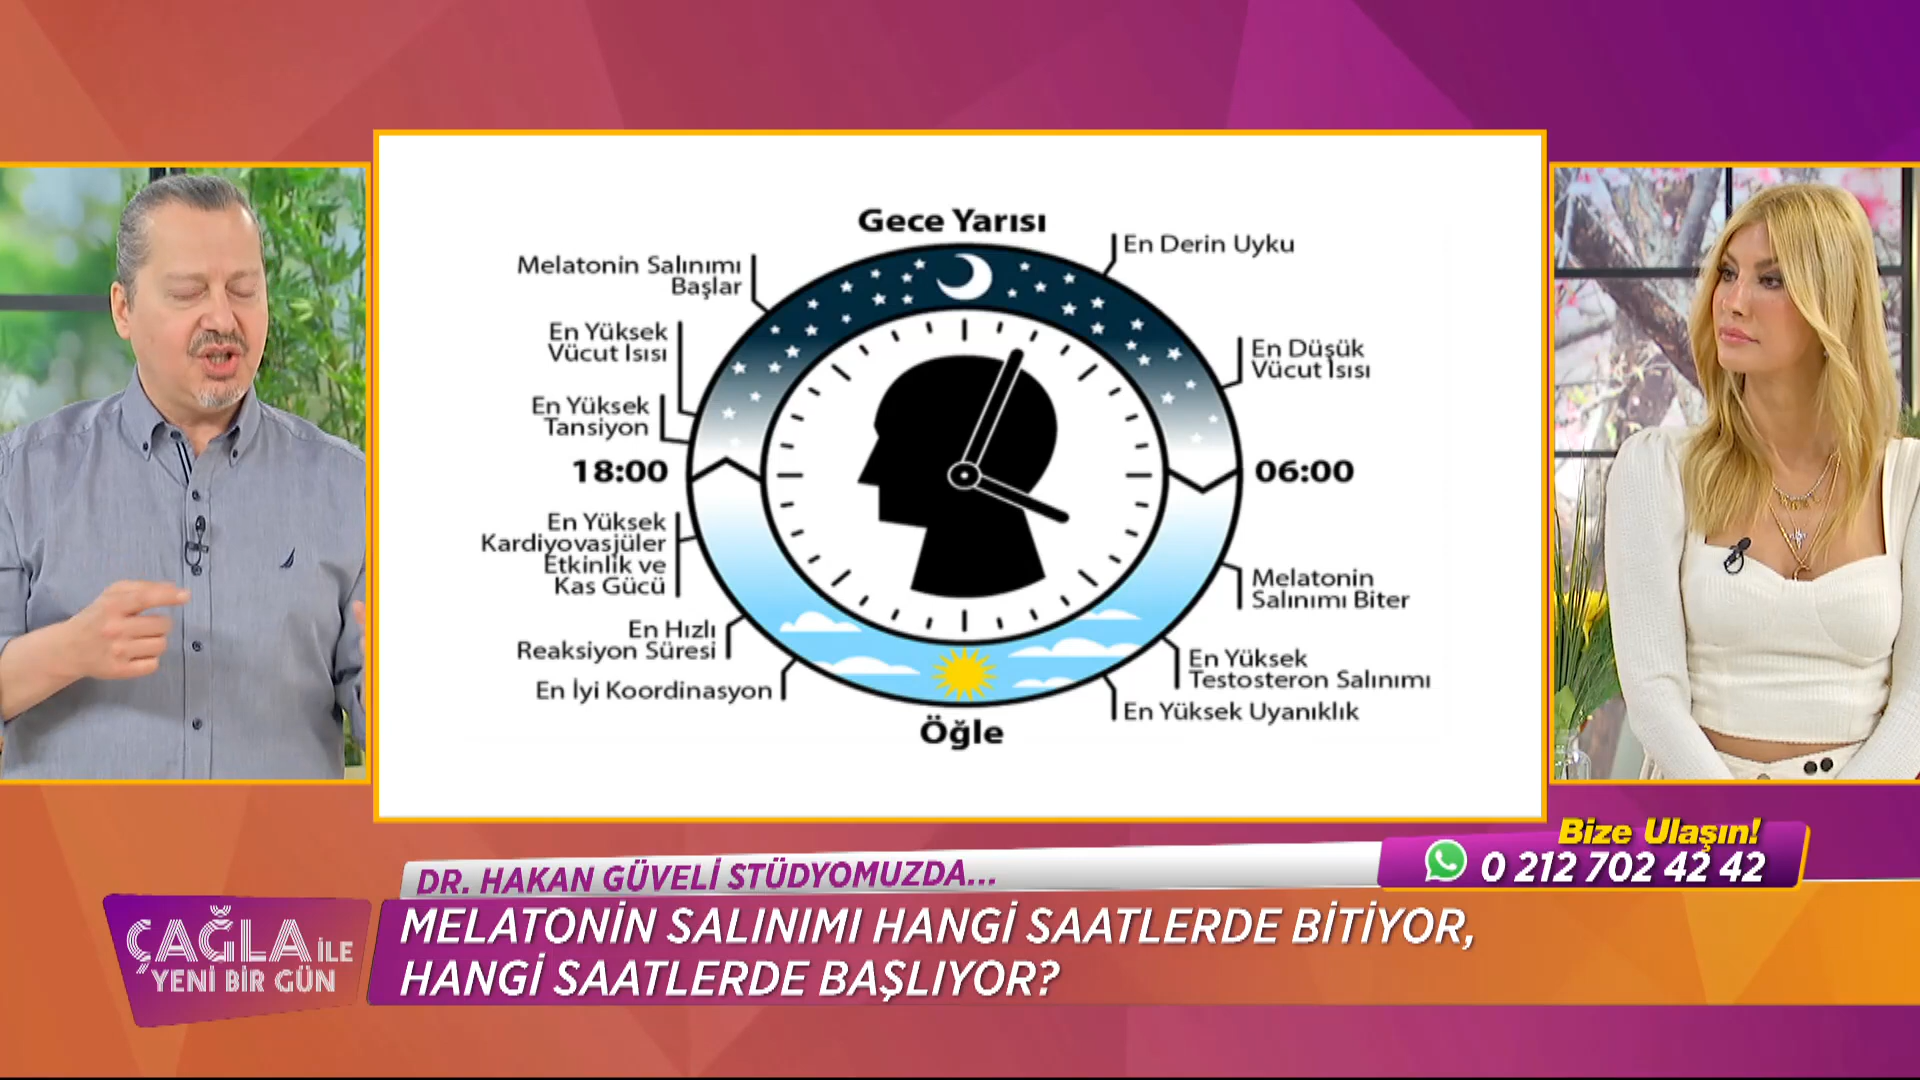 Gece Yarısı
En Derin Uyku
Melatonin Salınımı
Başlar
En Yüksek
Vücut Isısı
En Düşük
Vücut Isısı
En Yüksek
Tansiyon
18:00
06:00
En Yüksek
Kardiyovasjüler
Etkinlik ve
Kas Gücü
Melatonin
Salınımı Biter
En Hızlı
Reaksiyon Süresi
En Yüksek
Testosteron Salınımı
En İyi Koordinasyon
En Yüksek Uyanıklık
Öğle
Bize Ulaşın!
0 212 702 42 42
DR. HAKAN GÜVELİ STÜDYOMUZDA...
MELATONİN SALINIMI HANGİ SAATLERDE BİTİYOR,
HANGİ SAATLERDE BAŞLIYOR?
ÇAĞLA İLE
YENİ BİR GÜN